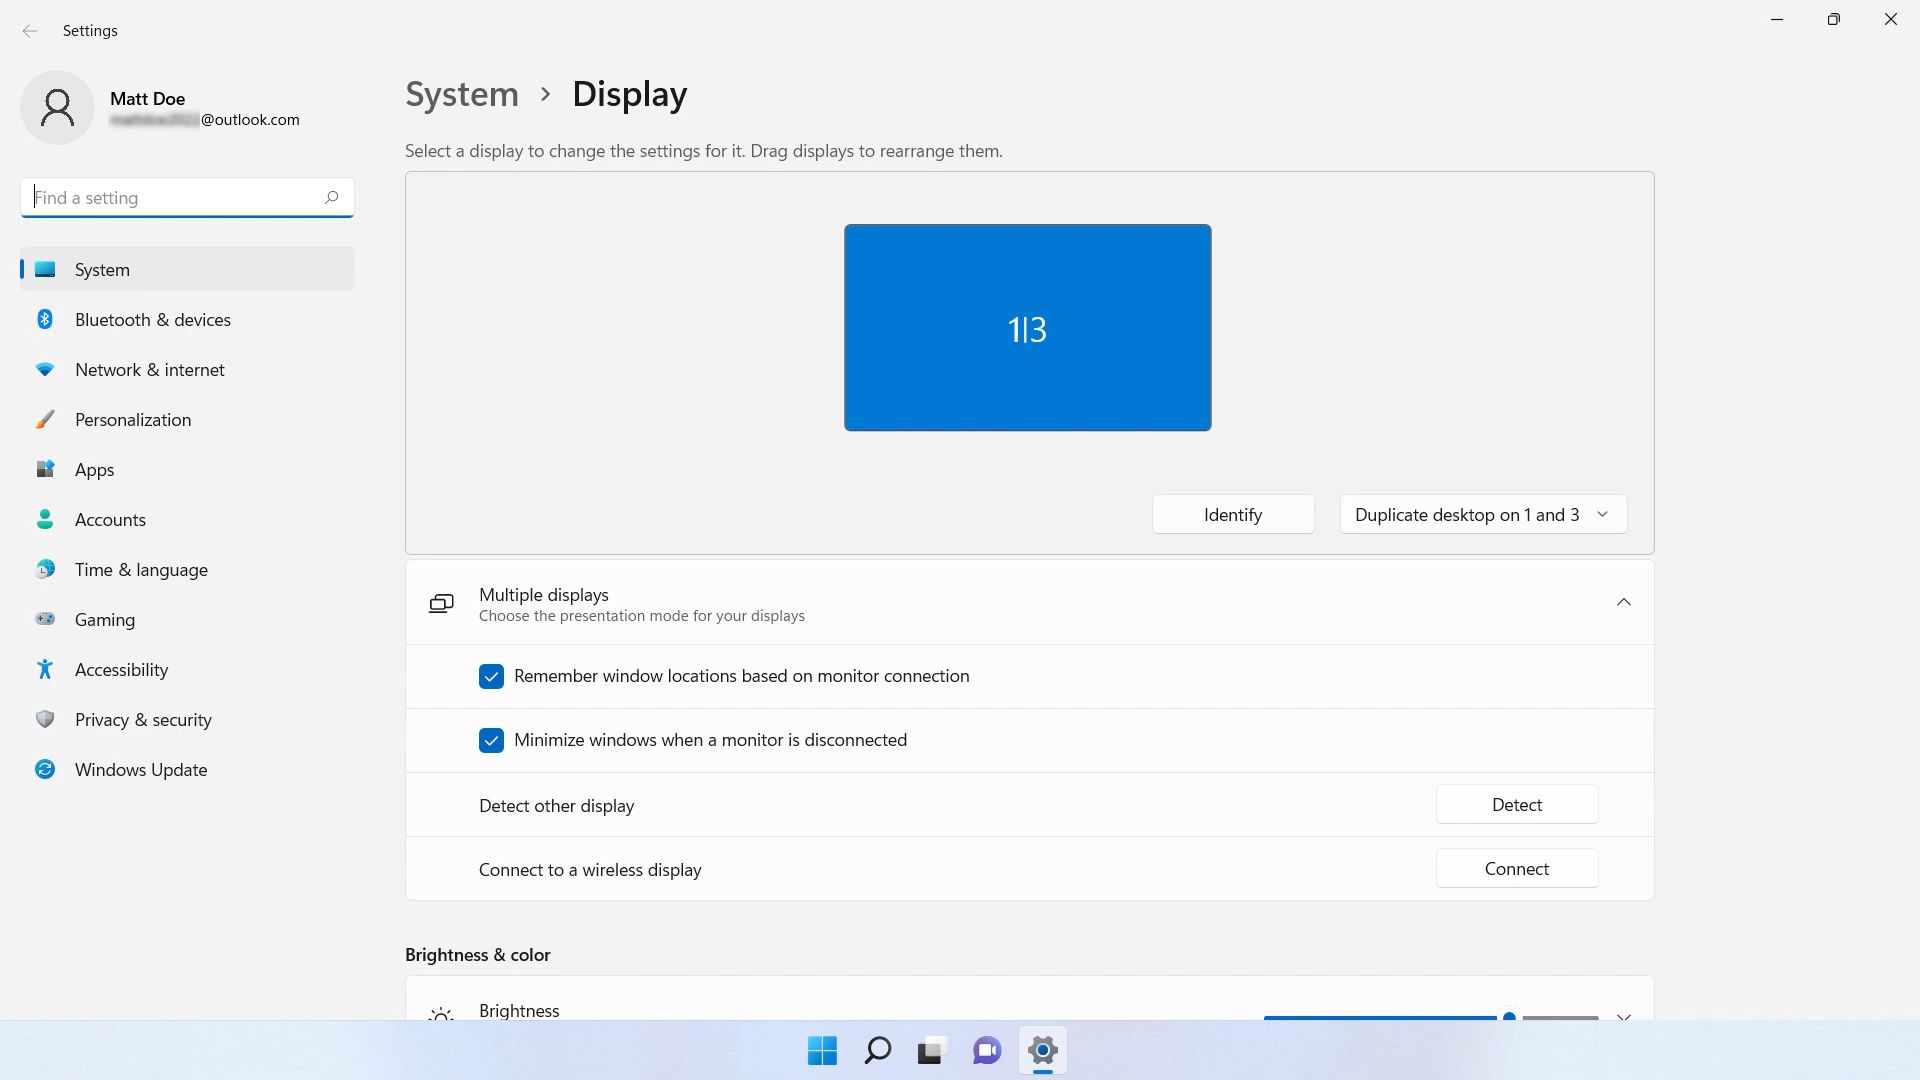 Settings
Matt Doe
@outlook.com
Find a setting
System
Bluetooth & devices
Network & internet
Personalization
Apps
Accounts
Time & language
Gaming
Accessibility
Privacy & security
Windows Update
System > Display
Select a display to change the settings for it. Drag displays to rearrange them.
1|3
Identify
Duplicate desktop on 1 and 3
Multiple displays
Choose the presentation mode for your displays
Remember window locations based on monitor connection
Minimize windows when a monitor is disconnected
Detect other display
Detect
Connect to a wireless display
Connect
Brightness & color
Brightness